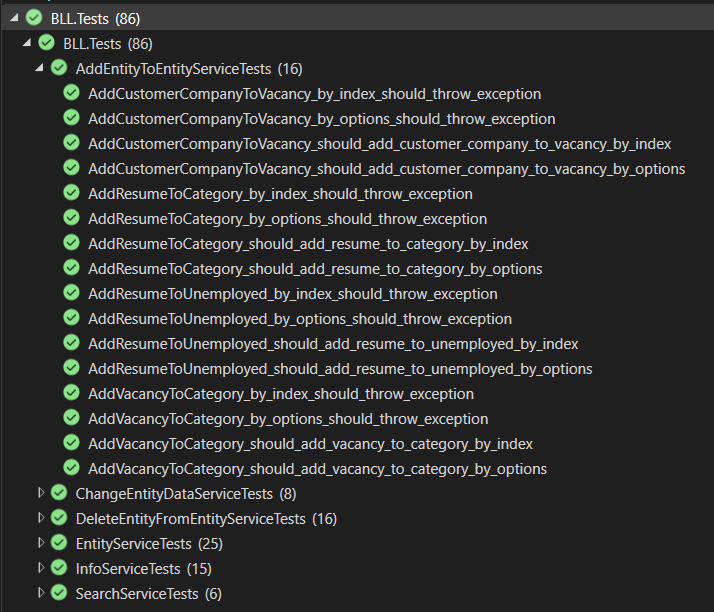 BLL.Tests (86)
BLL.Tests (86)
AddEntityToEntityServiceTests (16)
AddCustomerCompanyToVacancy_by_index_should_throw_exception
AddCustomerCompanyToVacancy_by_options_should_throw_exception
AddCustomerCompanyToVacancy_should_add_customer_company_to_vacancy_by_index
AddCustomerCompanyToVacancy_should_add_customer_company_to_vacancy_by_options
AddResumeToCategory_by_index_should_throw_exception
AddResumeToCategory_by_options_should_throw_exception
AddResumeToCategory_should_add_resume_to_category_by_index
AddResumeToCategory_should_add_resume_to_category_by_options
AddResumeToUnemployed_by_index_should_throw_exception
AddResumeToUnemployed_by_options_should_throw_exception
AddResumeToUnemployed_should_add_resume_to_unemployed_by_index
AddResumeToUnemployed_should_add_resume_to_unemployed_by_options
AddVacancyToCategory_by_index_should_throw_exception
AddVacancyToCategory_by_options_should_throw_exception
AddVacancyToCategory_should_add_vacancy_to_category_by_index
AddVacancyToCategory_should_add_vacancy_to_category_by_options
ChangeEntityDataServiceTests (8)
DeleteEntityFromEntityServiceTests (16)
EntityServiceTests (25)
InfoServiceTests (15)
SearchServiceTests (6)